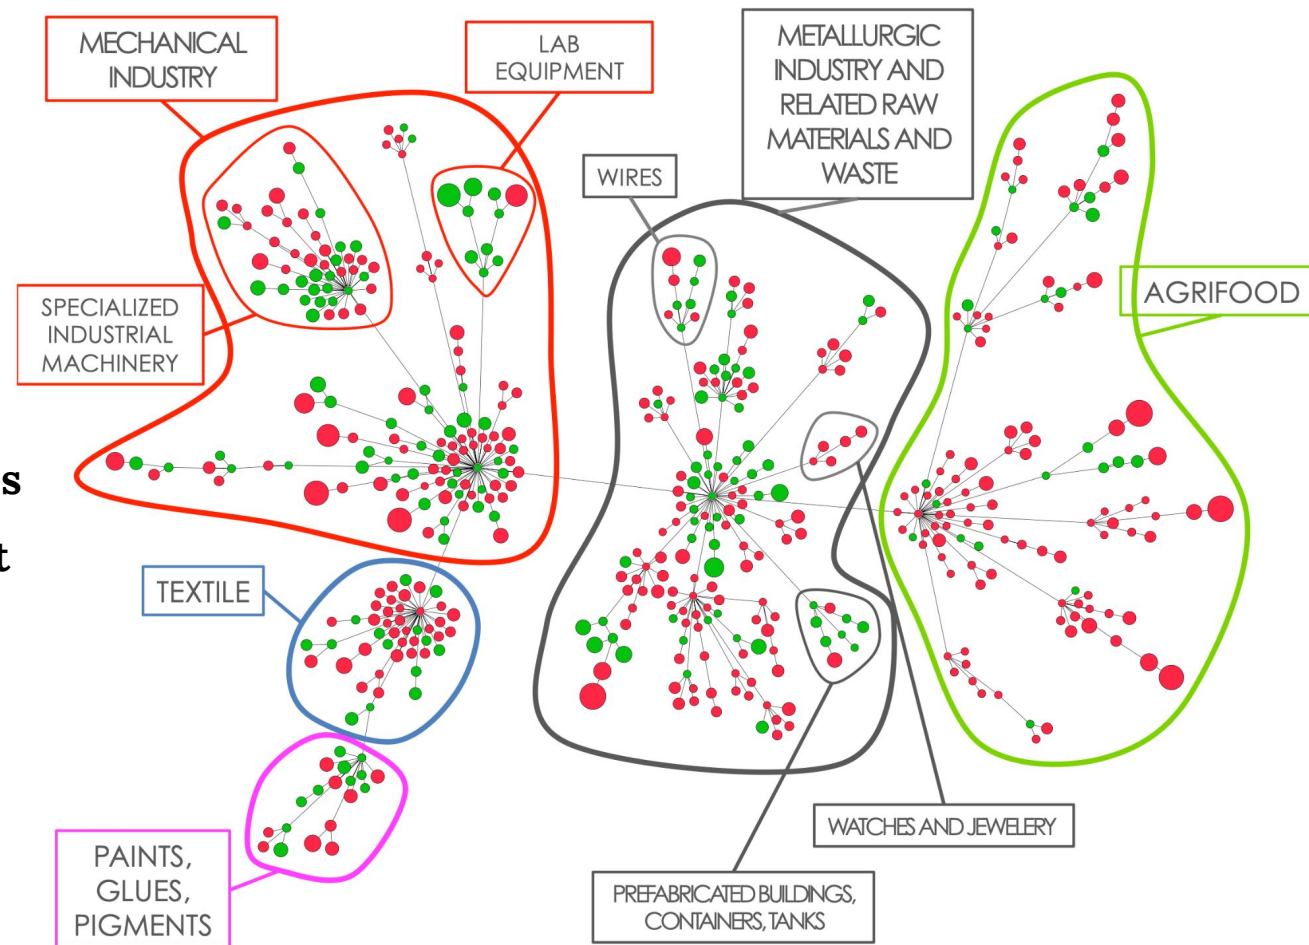 MECHANICAL
INDUSTRY
LAB
EQUIPMENT
METALLURGIC
INDUSTRY AND
RELATED RAW
MATERIALS AND
WASTE
WIRES
SPECIALIZED
INDUSTRIAL
MACHINERY
AGRIFOOD
s
t
TEXTILE
WATCHES AND JEWELERY
PAINTS,
GLUES,
PIGMENTS
PREFABRICATED BUILDINGS,
CONTAINERS, TANKS